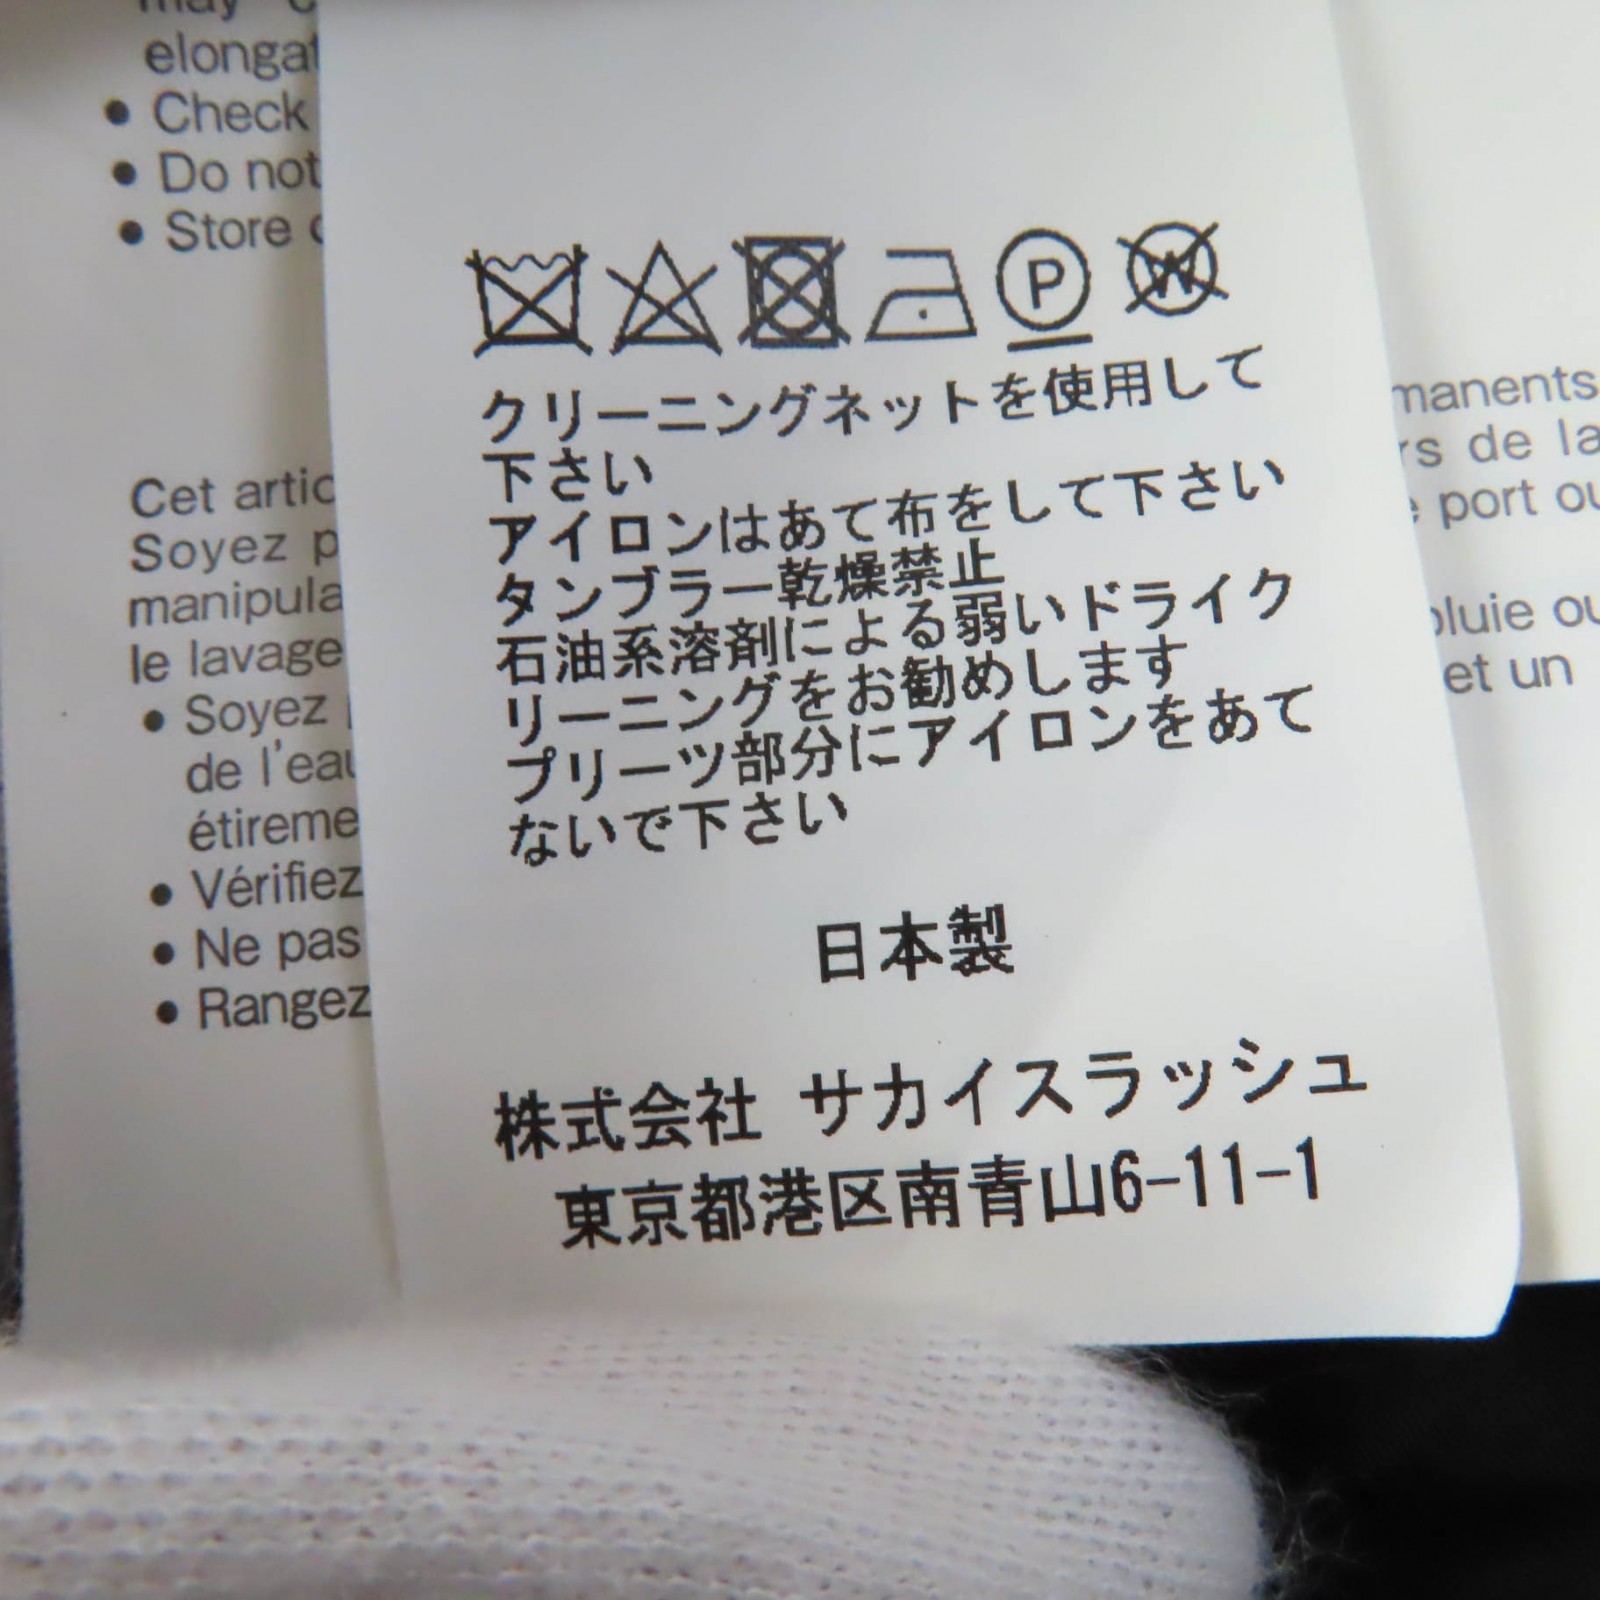 elongat
• Check
• Do not
• Store
P
W
クリーニングネットを使用して
下さい
アイロンはあて布をして下さい
タンブラー乾燥禁止
石油系溶剤による弱いドライク
リーニングをお勧めします
プリーツ部分にアイロンをあて
ないで下さい
日本製
株式会社 サカイスラッシュ
東京都港区南青山6-11-1
Cet artic
Soyez p
manipula
le lavage
• Soyez
de l'eau
étireme
• Vérifiez
• Ne pas
• Rangez
manents
rs de la
port ou
pluie ou
et un